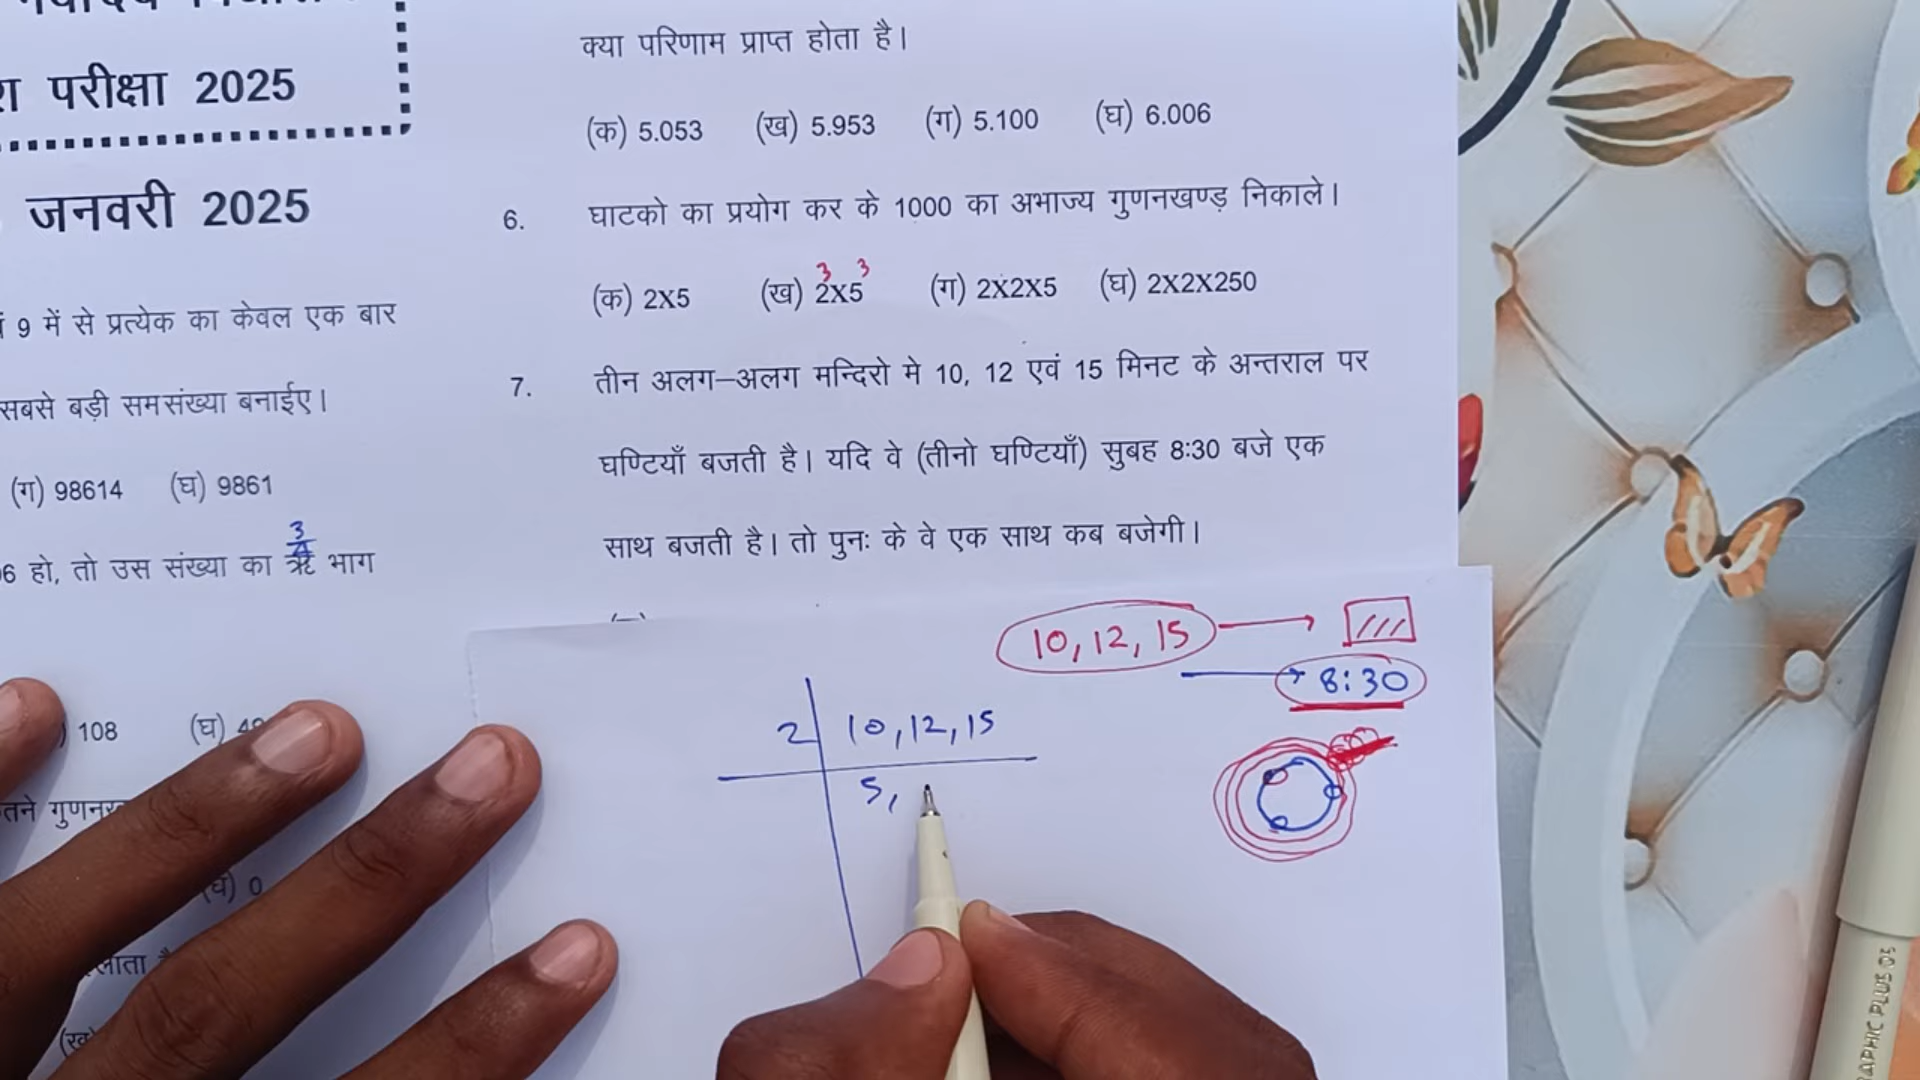 परीक्षा 2025
जनवरी 2025
9 में से प्रत्येक का केवल एक बार
सबसे बड़ी समसंख्या बनाईए।
(ग) 98614 (घ) 9861
3
6 हो, तो उस संख्या का भाग
108 (घ)
(घ) 0
क्या परिणाम प्राप्त होता है।
(क) 5.053 (ख) 5.953 (ग) 5.100 (घ) 6.006
6. घाटको का प्रयोग कर के 1000 का अभाज्य गुणनखण्ड़ निकाले।
3 3
(क) 2X5 (ख) 2X5 (ग) 2X2X5 (घ) 2X2X250
7. तीन अलग–अलग मन्दिरो मे 10, 12 एवं 15 मिनट के अन्तराल पर
घण्टियाँ बजती है। यदि वे (तीनो घण्टियाँ) सुबह 8:30 बजे एक
साथ बजती है। तो पुनः के वे एक साथ कब बजेगी।
10, 12, 15
8:30
2 10, 12, 15
5,
APHIC PLUS 05